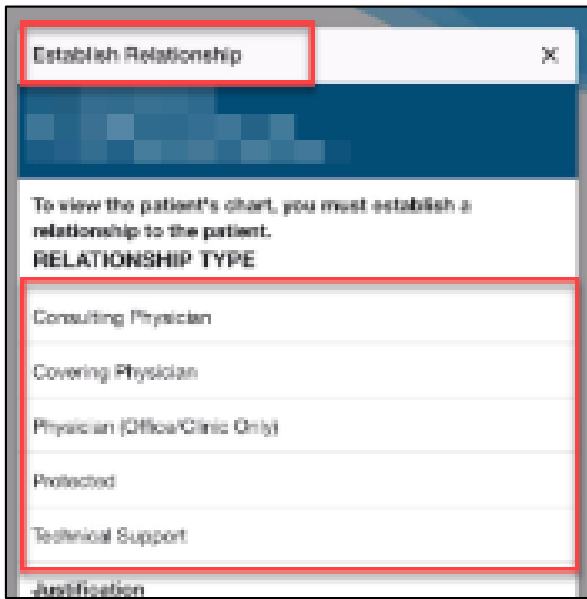 Establish Relationship
To view the patient's chart, you must establish a
relationship to the patient.
RELATIONSHIP TYPE
Consulting Physician
Covering Physician
Physician (Office/Clinic Only)
Protected
Technical Support
Justification